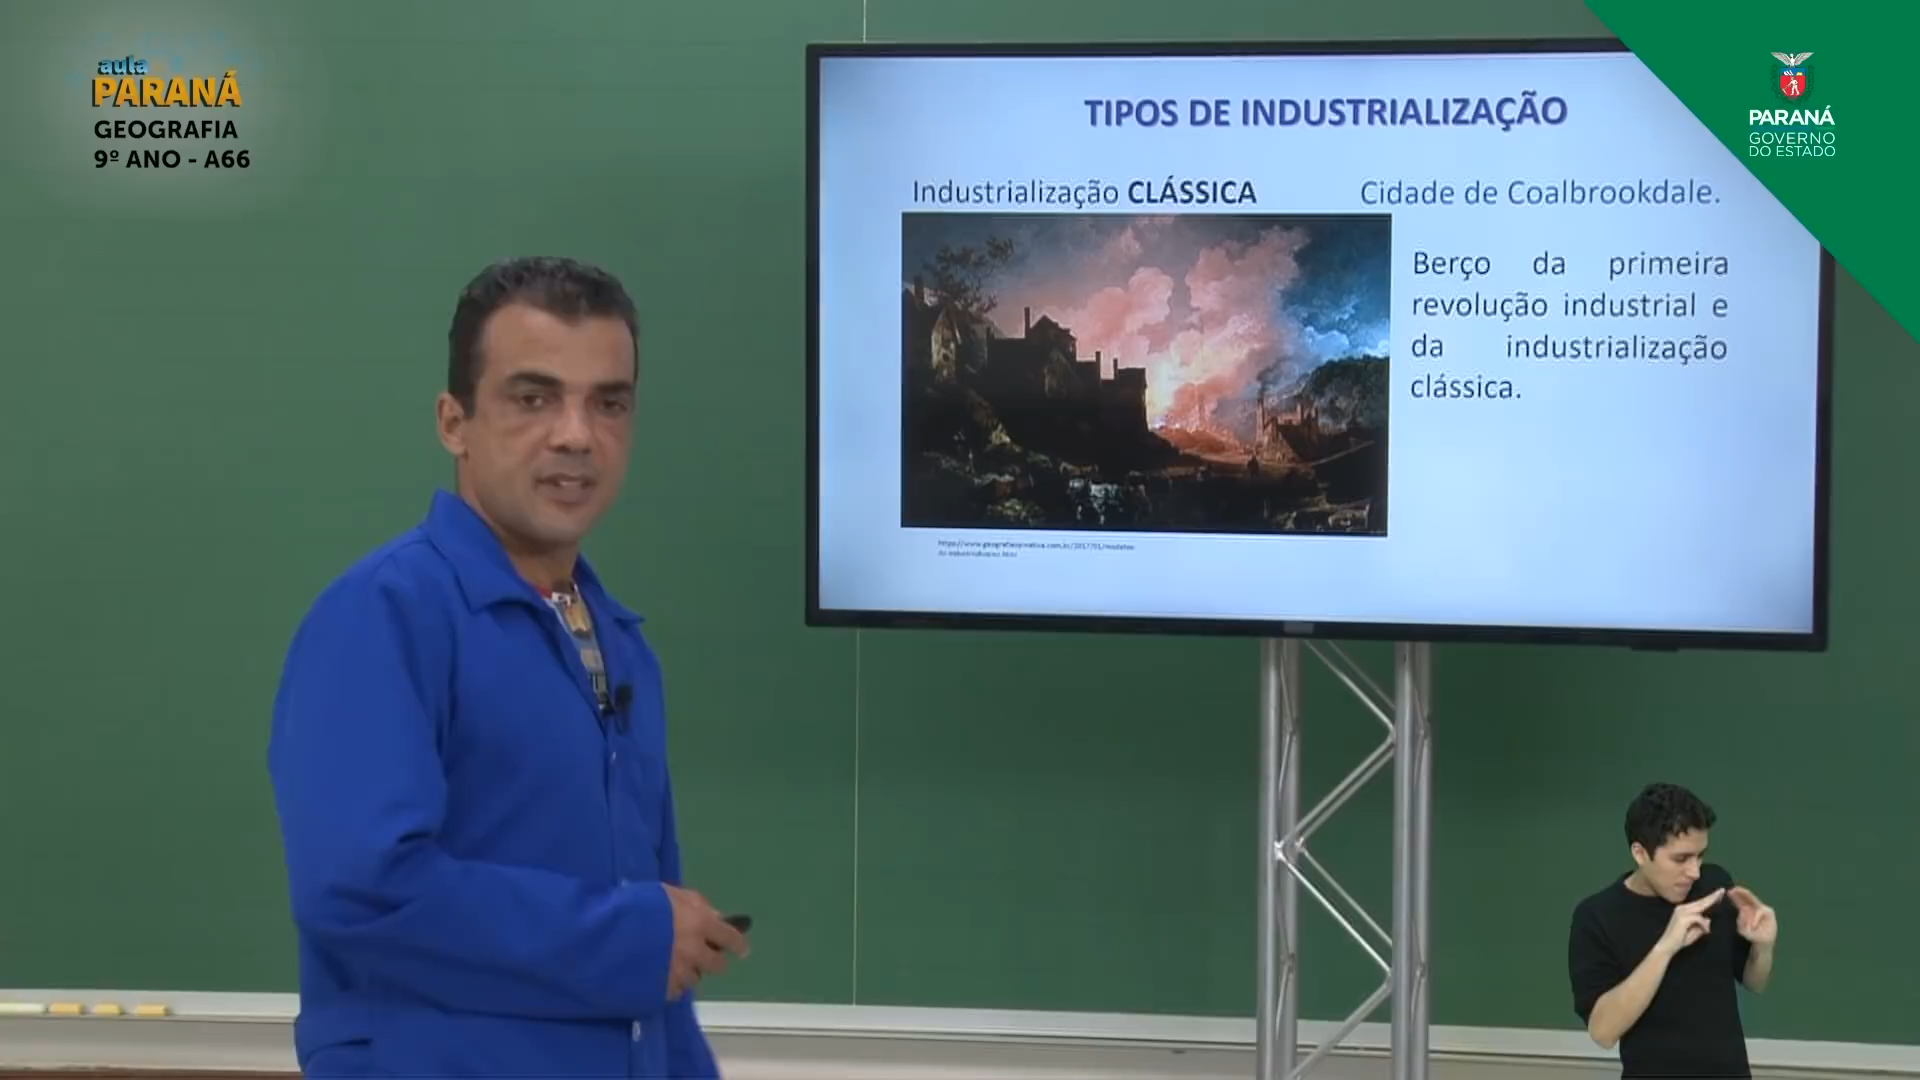 aula
PARANÁ
GEOGRAFIA
9º ANO - A66
TIPOS DE INDUSTRIALIZAÇÃO
PARANÁ
GOVERNO
DO ESTADO
Industrialização CLÁSSICA
Cidade de Coalbrookdale.
Berço da primeira
revolução industrial e
da industrialização
clássica.